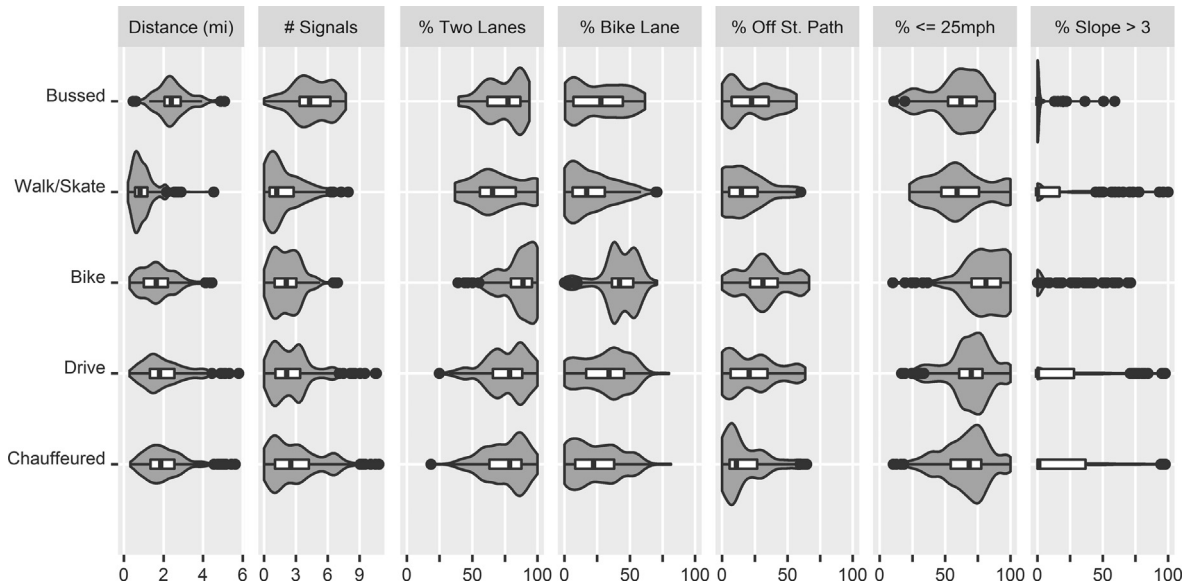 Distance (mi) # Signals % Two Lanes % Bike Lane % Off St. Path % <= 25mph % Slope > 3
Bussed
Walk/Skate
Bike
Drive
Chauffeured
0 2 4 6 0 3 6 9 0 50 100 0 50 100 0 50 100 0 50 100 0 50 100